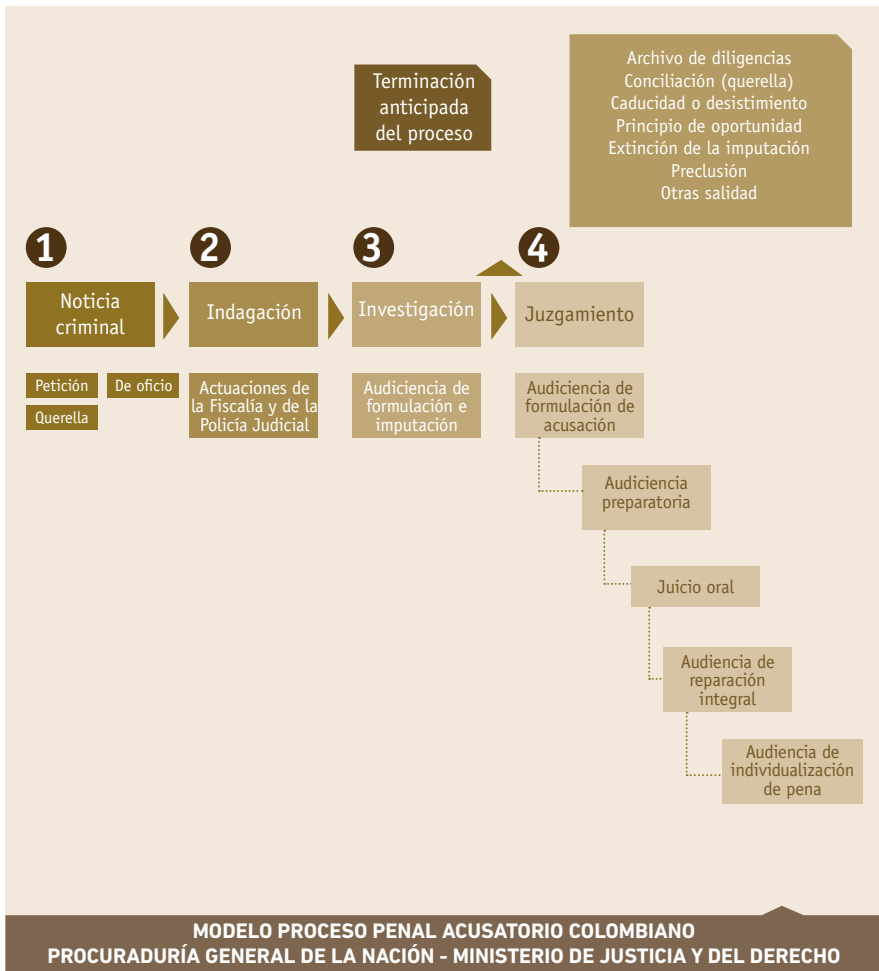 Terminación
anticipada
del proceso
Archivo de diligencias
Conciliación (querella)
Caducidad o desistimiento
Principio de oportunidad
Extinción de la imputación
Preclusión
Otras salidad
1
Noticia
criminal
Petición
De oficio
Querella
2
Indagación
Actuaciones de
la Fiscalía y de la
Policía Judicial
3
Investigación
Audiciencia de
formulación e
imputación
4
Juzgamiento
Audiciencia de
formulación de
acusación
Audiciencia
preparatoria
Juicio oral
Audiencia de
reparación
integral
Audiencia de
individualización
de pena
MODELO PROCESO PENAL ACUSATORIO COLOMBIANO
PROCURADURÍA GENERAL DE LA NACIÓN - MINISTERIO DE JUSTICIA Y DEL DERECHO